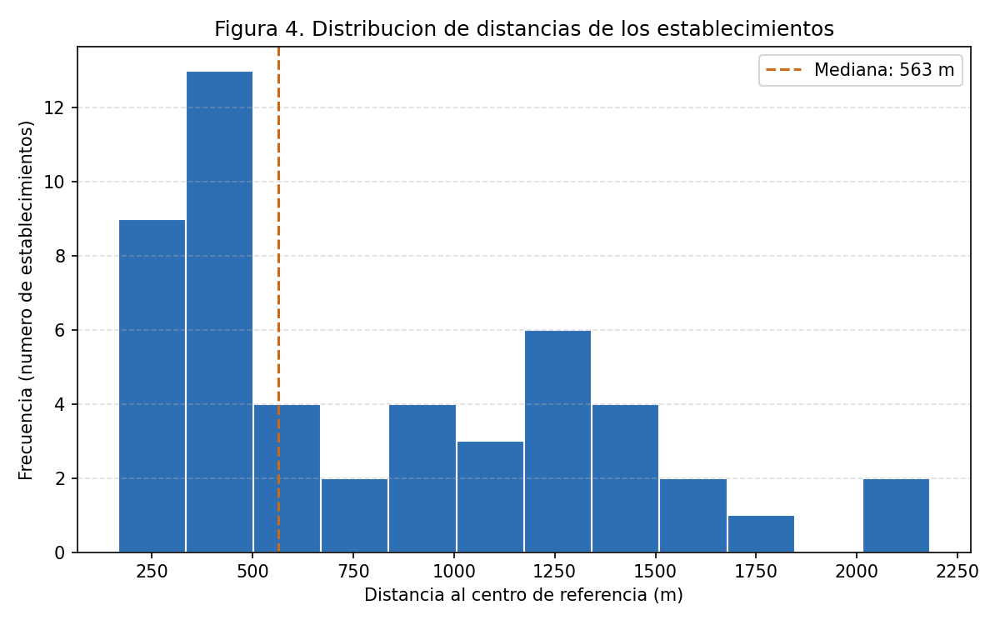 Figura 4. Distribucion de distancias de los establecimientos
Mediana: 563 m
Frecuencia (numero de establecimientos)
12
10
8
6
4
2
0
250 500 750 1000 1250 1500 1750 2000 2250
Distancia al centro de referencia (m)